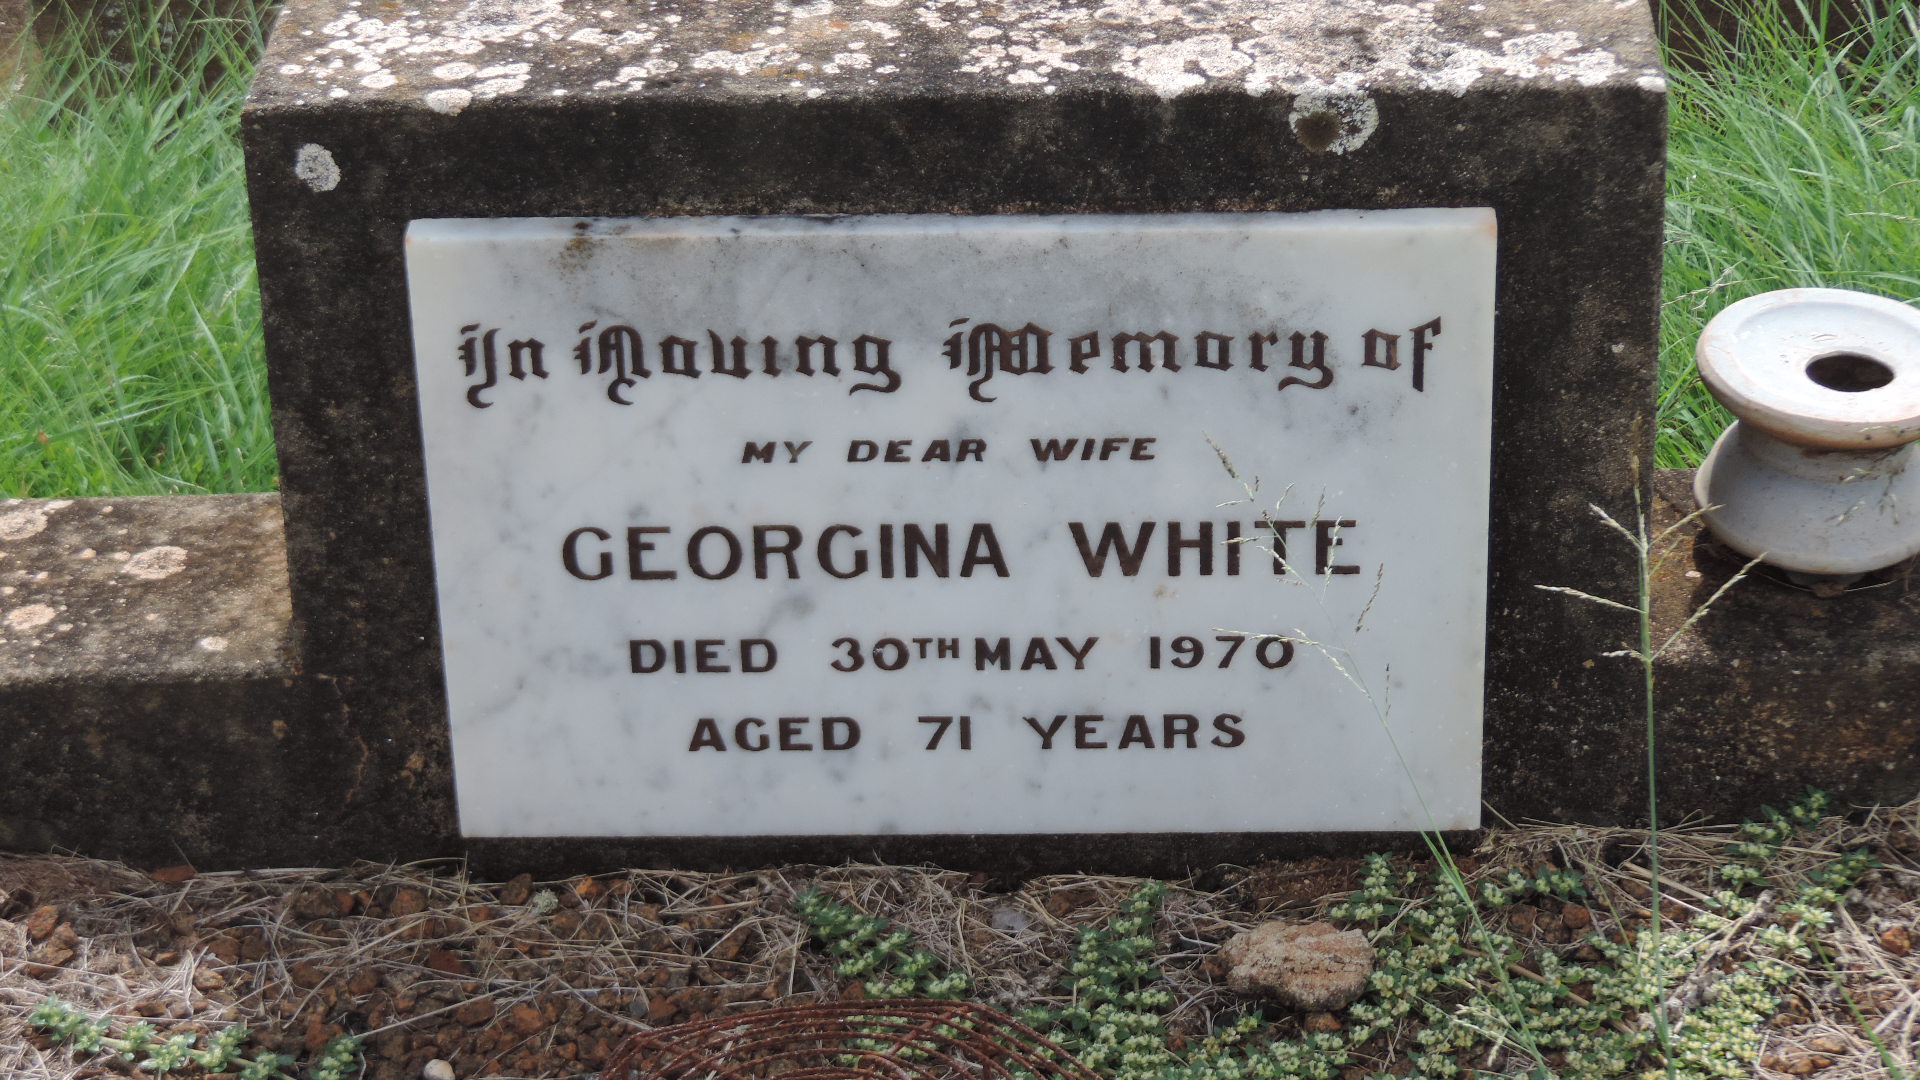 In Loving Memory of
MY DEAR WIFE
GEORGINA WHITE
DIED 30TH MAY 1970
AGED 71 YEARS